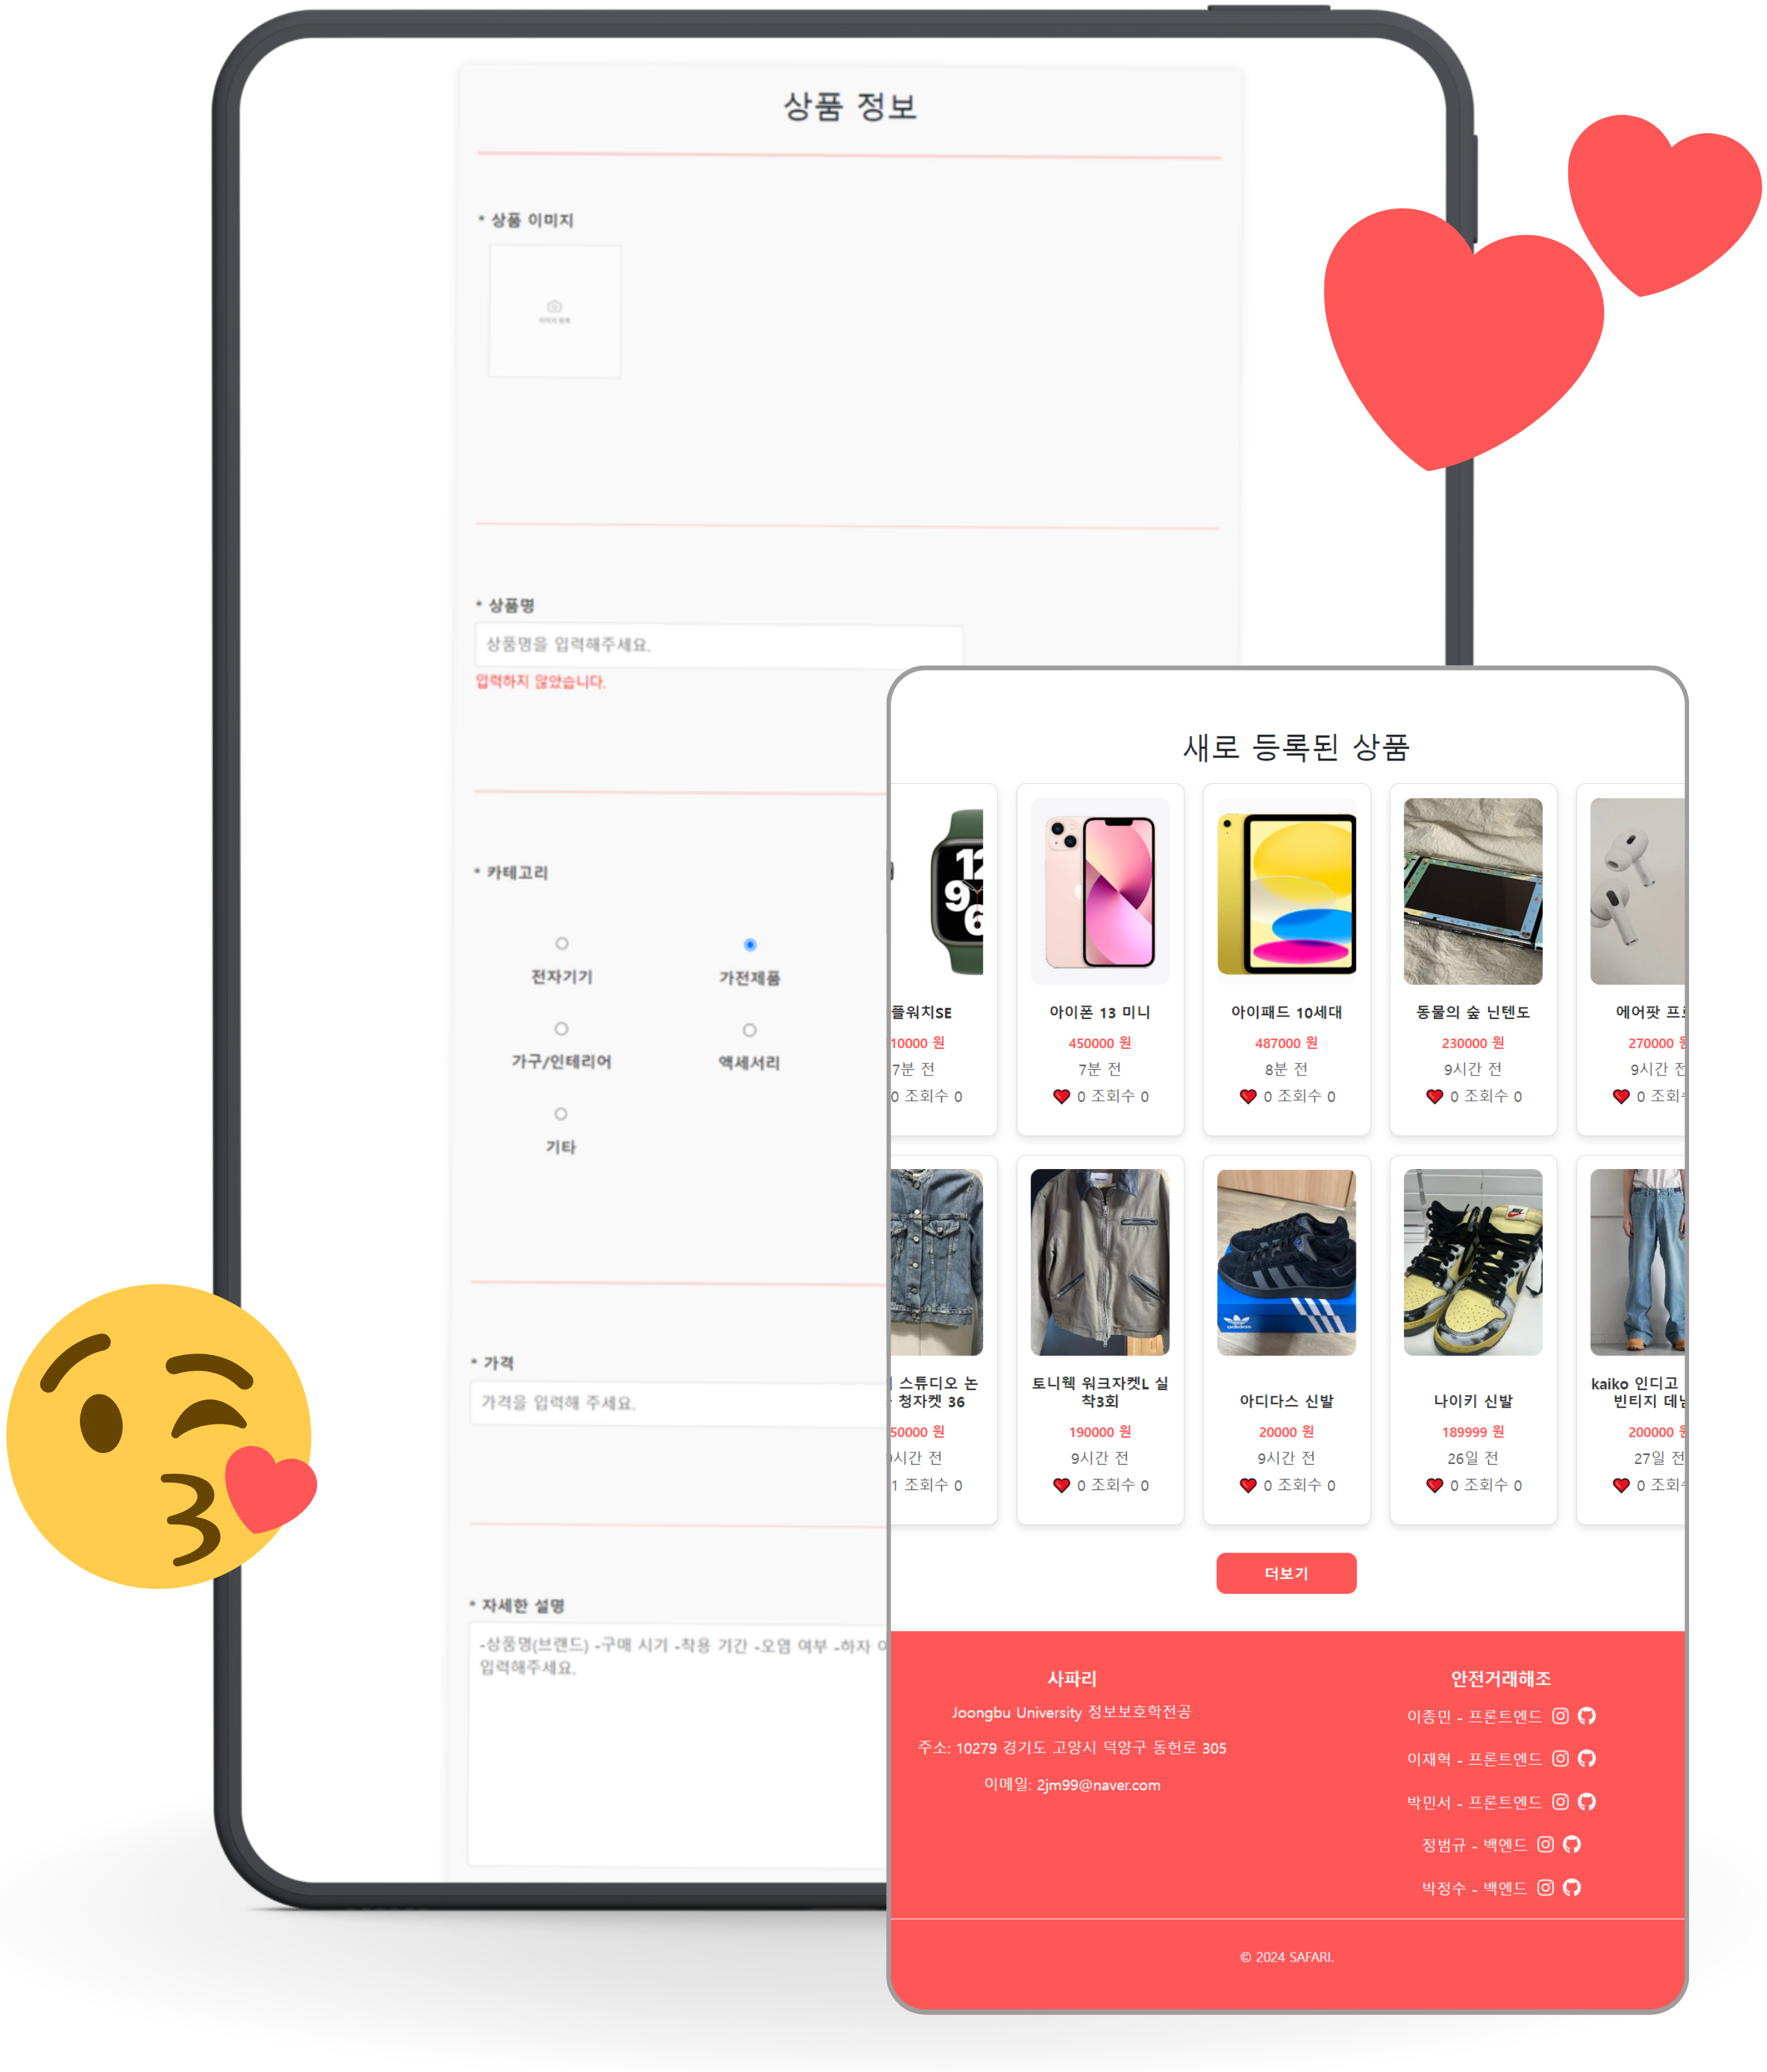 상품 정보
* 상품 이미지
* 상품명
상품명을 입력해주세요.
입력하지 않았습니다.
* 카테고리
전자기기
가전제품
가구/인테리어
액세서리
기타
* 가격
가격을 입력해 주세요.
* 자세한 설명
-상품명(브랜드) -구매 시기 -착용 기간 -오염 여부 -하자
입력해주세요.
새로 등록된 상품
12
9
6
플워치SE
10000 원
7분 전
0 조회수 0
아이폰 13 미니
450000 원
7분 전
0 조회수 0
아이패드 10세대
487000 원
8분 전
0 조회수 0
동물의 숲 닌텐도
230000 원
9시간 전
0 조회수 0
에어팟
270000
9시간 전
0
스튜디오 논
청자켓 36
50000 원
시간 전
1 조회수 0
토니웩 워크자켓L 실
착3회
190000 원
9시간 전
0 조회수 0
adidas
아디다스 신발
20000 원
9시간 전
0 조회수 0
나이키 신발
189999 원
26일 전
0 조회수 0
kaiko 인디고
빈티지
200000
27일 전
0
더보기
사파리
Joongbu University 정보보호학전공
주소: 10279 경기도 고양시 덕양구 동헌로 305
이메일: 2jm99@naver.com
안전거래해조
이종민 - 프론트엔드
이재혁 - 프론트엔드
박민서 - 프론트엔드
정범규 - 백엔드
박정수 - 백엔드
© 2024 SAFARI.